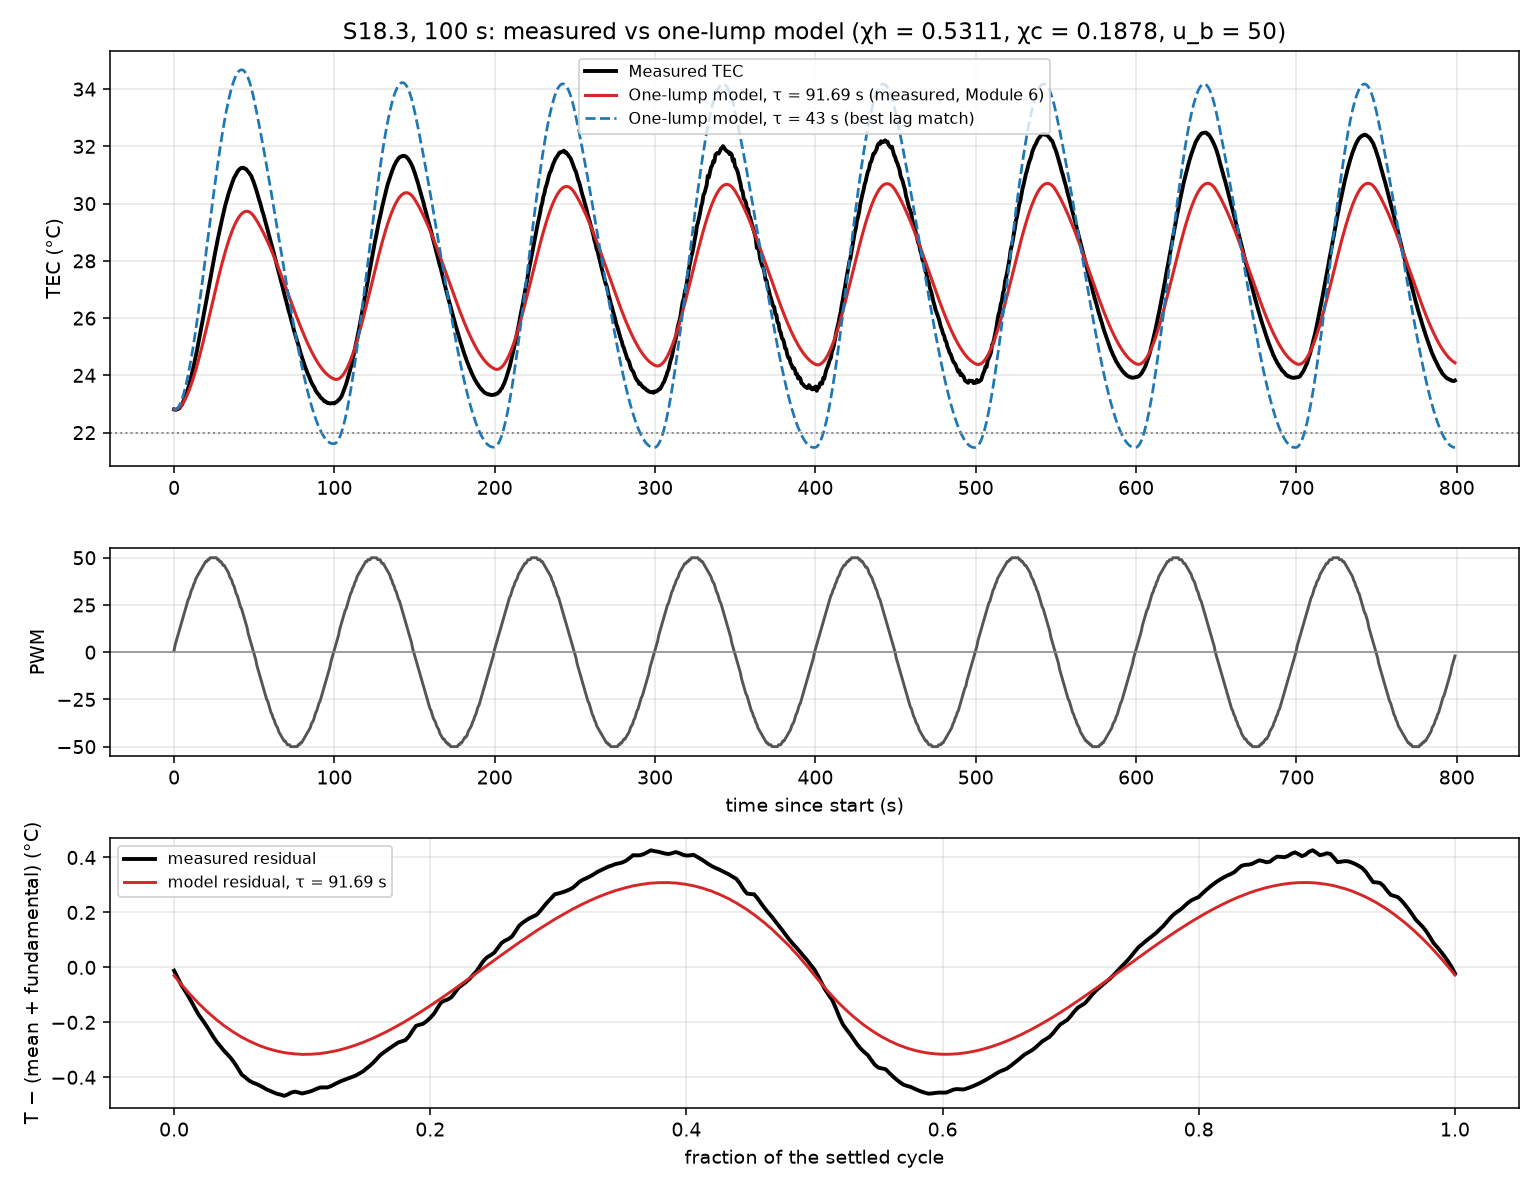 S18.3, 100 s: measured vs one-lump model (χh = 0.5311, χc = 0.1878, u_b = 50)
Measured TEC
One-lump model, τ = 91.69 s (measured, Module 6)
One-lump model, τ = 43 s (best lag match)
TEC (°C)
34
32
30
28
26
24
22
0 100 200 300 400 500 600 700 800
PWM
50
25
0
−25
−50
0 100 200 300 400 500 600 700 800
time since start (s)
measured residual
model residual, τ = 91.69 s
T − (mean + fundamental) (°C)
0.4
0.2
0.0
−0.2
−0.4
0.0 0.2 0.4 0.6 0.8 1.0
fraction of the settled cycle